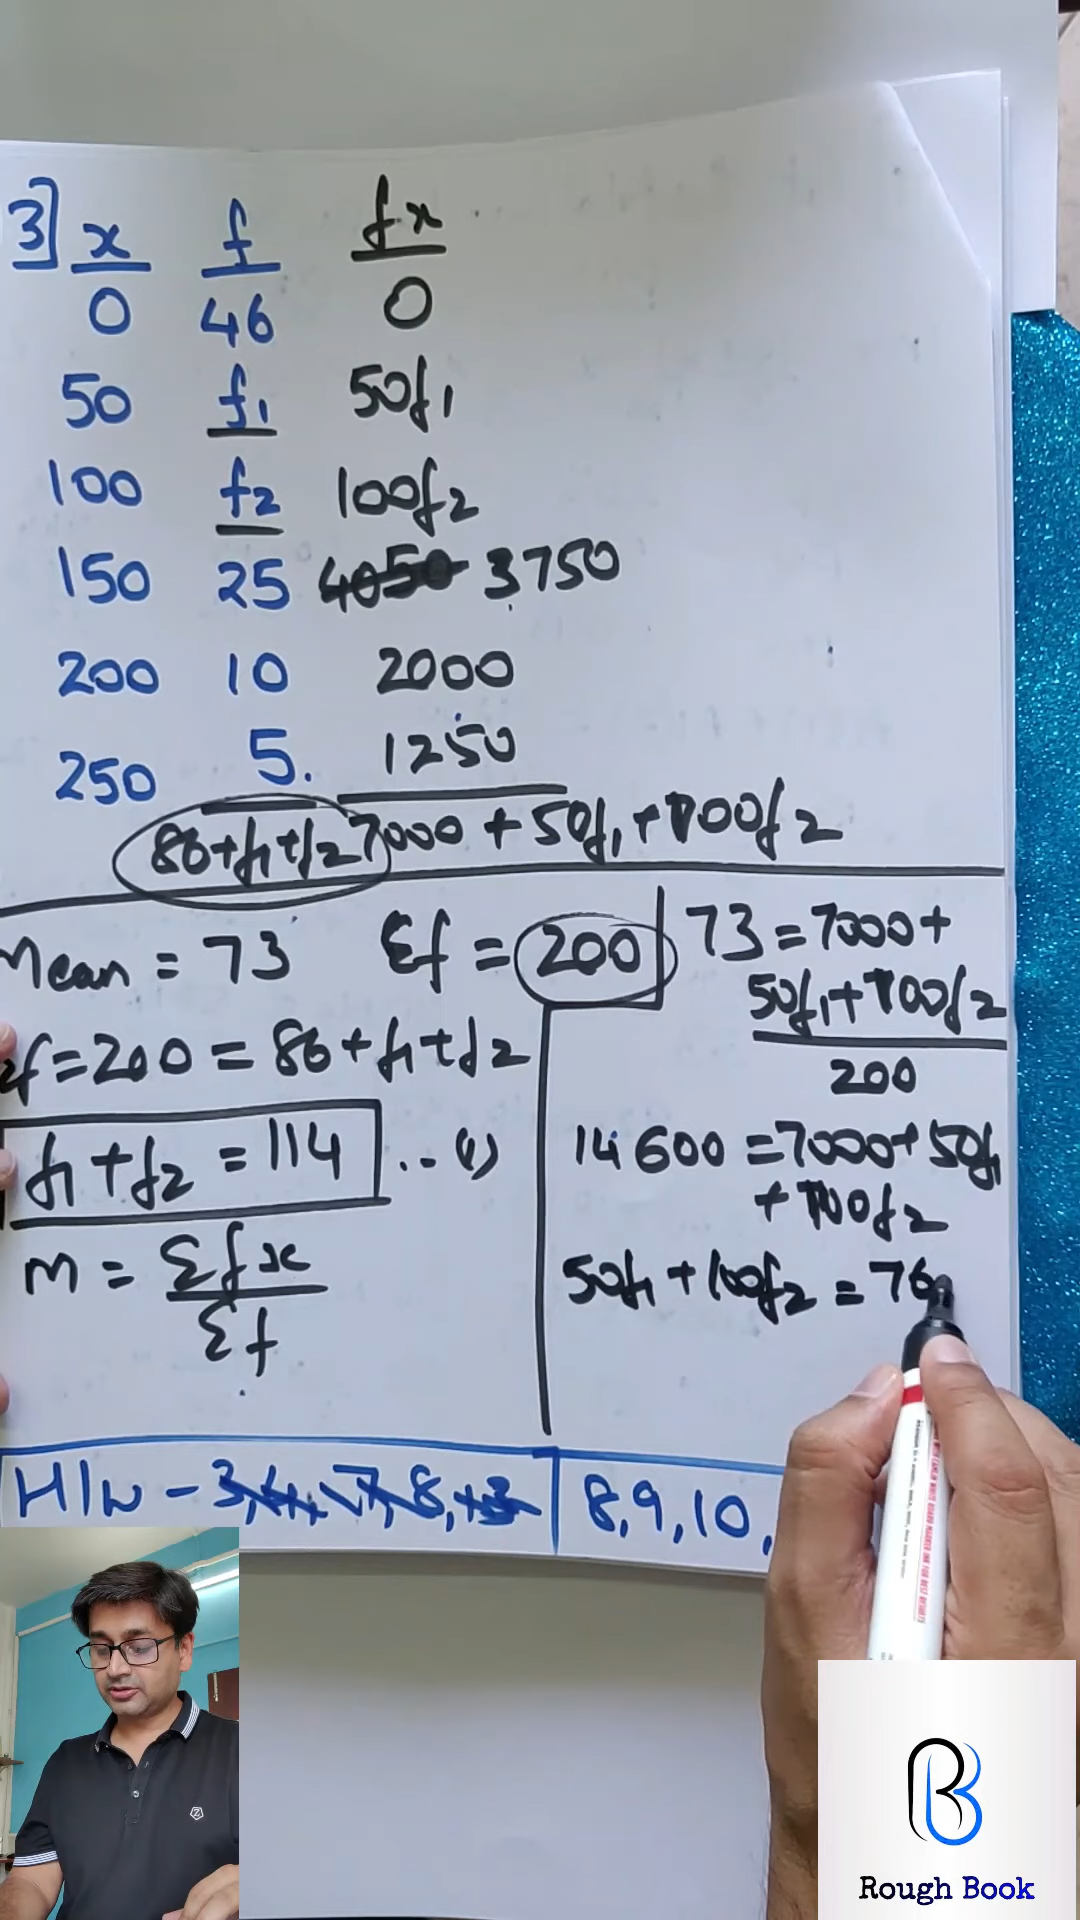 3] x f fx
0 46 0
50 f1 50f1
100 f2 100f2
150 25 4050 3750
200 10 2000
250 5. 1250
86+f1+f2 7000 + 50f1 + 100f2
Mean = 73 Σf = 200
Σf = 200 = 86 + f1 + f2
f1 + f2 = 114 ... (1)
M = Σfx
Σf
73 = 7000 +
50f1 + 100f2
200
14600 = 7000 + 50f1
+ 100f2
50f1 + 100f2 = 76
H/W - 3, 4, 7, 8, 13 8, 9, 10,
B
Rough Book